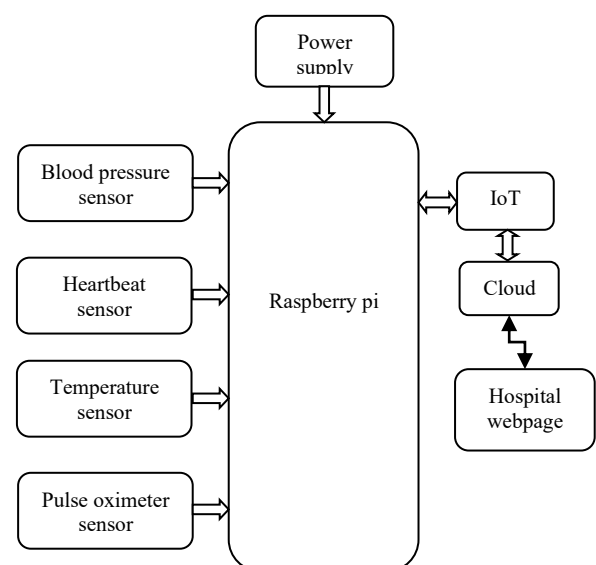 Power
supply
Blood pressure
sensor
IoT
Heartbeat
sensor
Raspberry pi
Cloud
Temperature
sensor
Hospital
webpage
Pulse oximeter
sensor